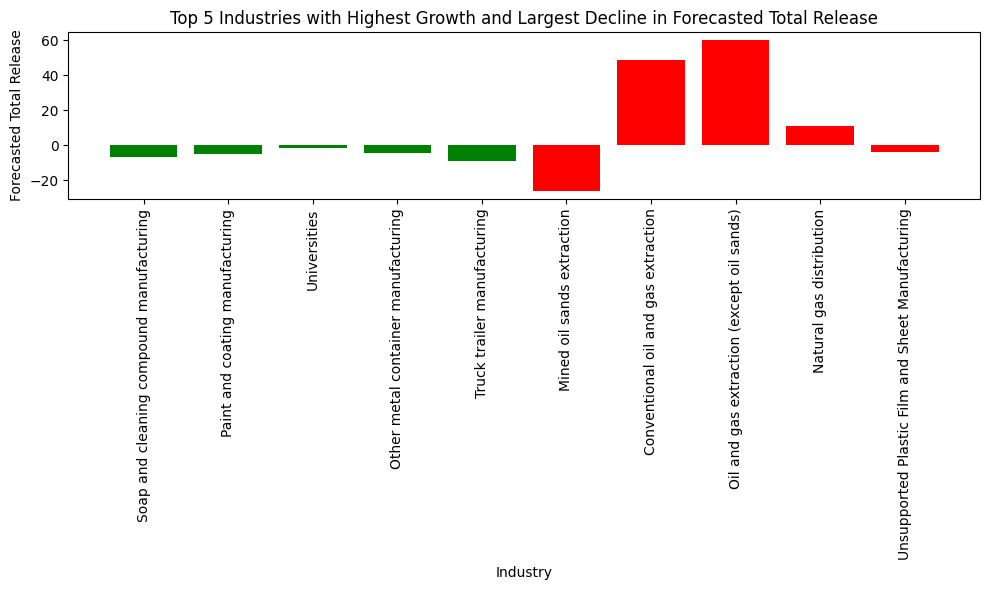 Top 5 Industries with Highest Growth and Largest Decline in Forecasted Total Release
Forecasted Total Release
60
40
20
0
−20
Soap and cleaning compound manufacturing
Paint and coating manufacturing
Universities
Other metal container manufacturing
Truck trailer manufacturing
Mined oil sands extraction
Conventional oil and gas extraction
Oil and gas extraction (except oil sands)
Natural gas distribution
Unsupported Plastic Film and Sheet Manufacturing
Industry